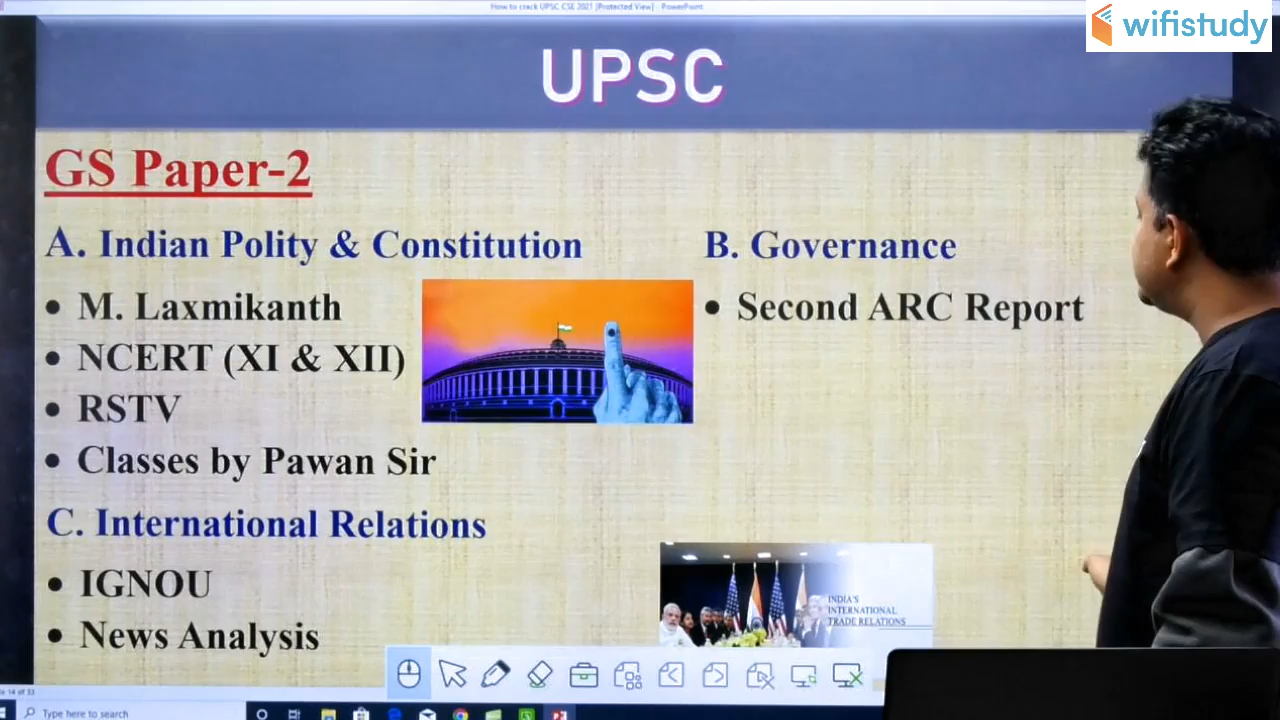 How to crack UPSC CSE 2021 [Protected View] - PowerPoint
wifistudy
UPSC
GS Paper-2
A. Indian Polity & Constitution
• M. Laxmikanth
• NCERT (XI & XII)
• RSTV
• Classes by Pawan Sir
B. Governance
• Second ARC Report
C. International Relations
• IGNOU
• News Analysis
INDIA'S
INTERNATIONAL
TRADE RELATIONS
14 of 33
Type here to search